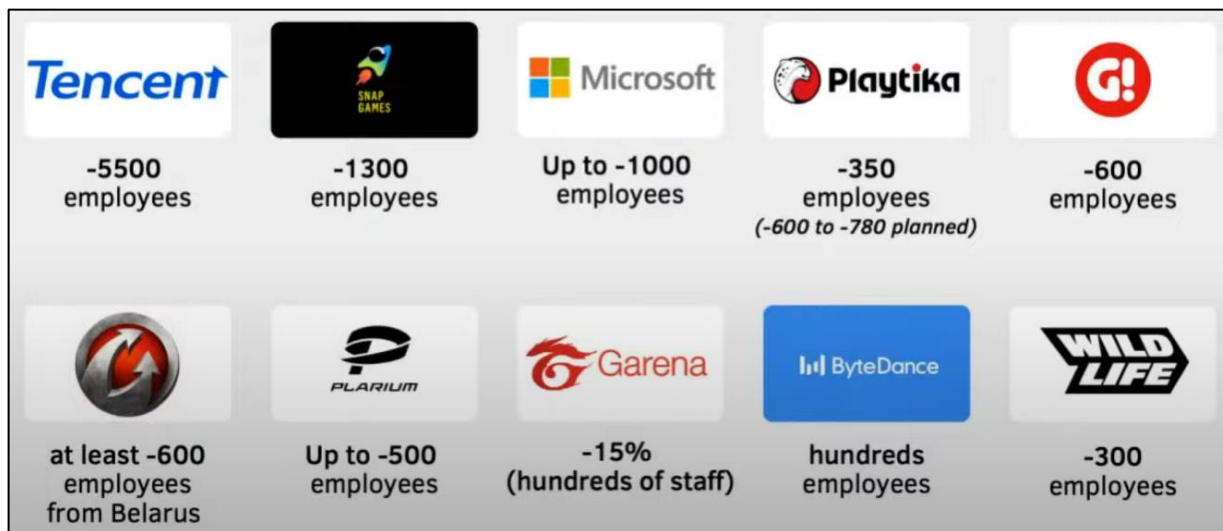 Tencent
-5500
employees
SNAP
GAMES
-1300
employees
Microsoft
Up to -1000
employees
Playtika
-350
employees
(-600 to -780 planned)
G!
-600
employees
at least -600
employees
from Belarus
PLARIUM
Up to -500
employees
Garena
-15%
(hundreds of staff)
ByteDance
hundreds
employees
WILD
LIFE
-300
employees